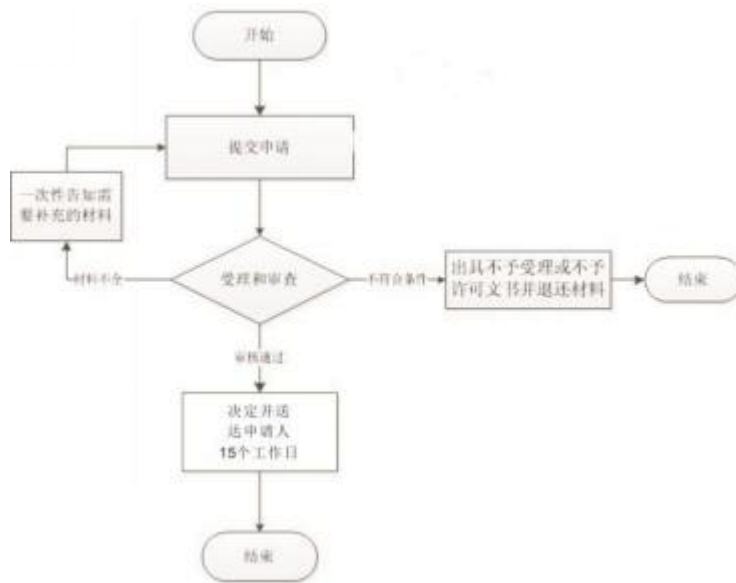 开始
提交申请
一次性告知需
要补充的材料
材料不全
受理和审查
不符合条件
出具不予受理或不予
许可文书并退还材料
结束
审核通过
决定并送
达申请人
15个工作日
结束